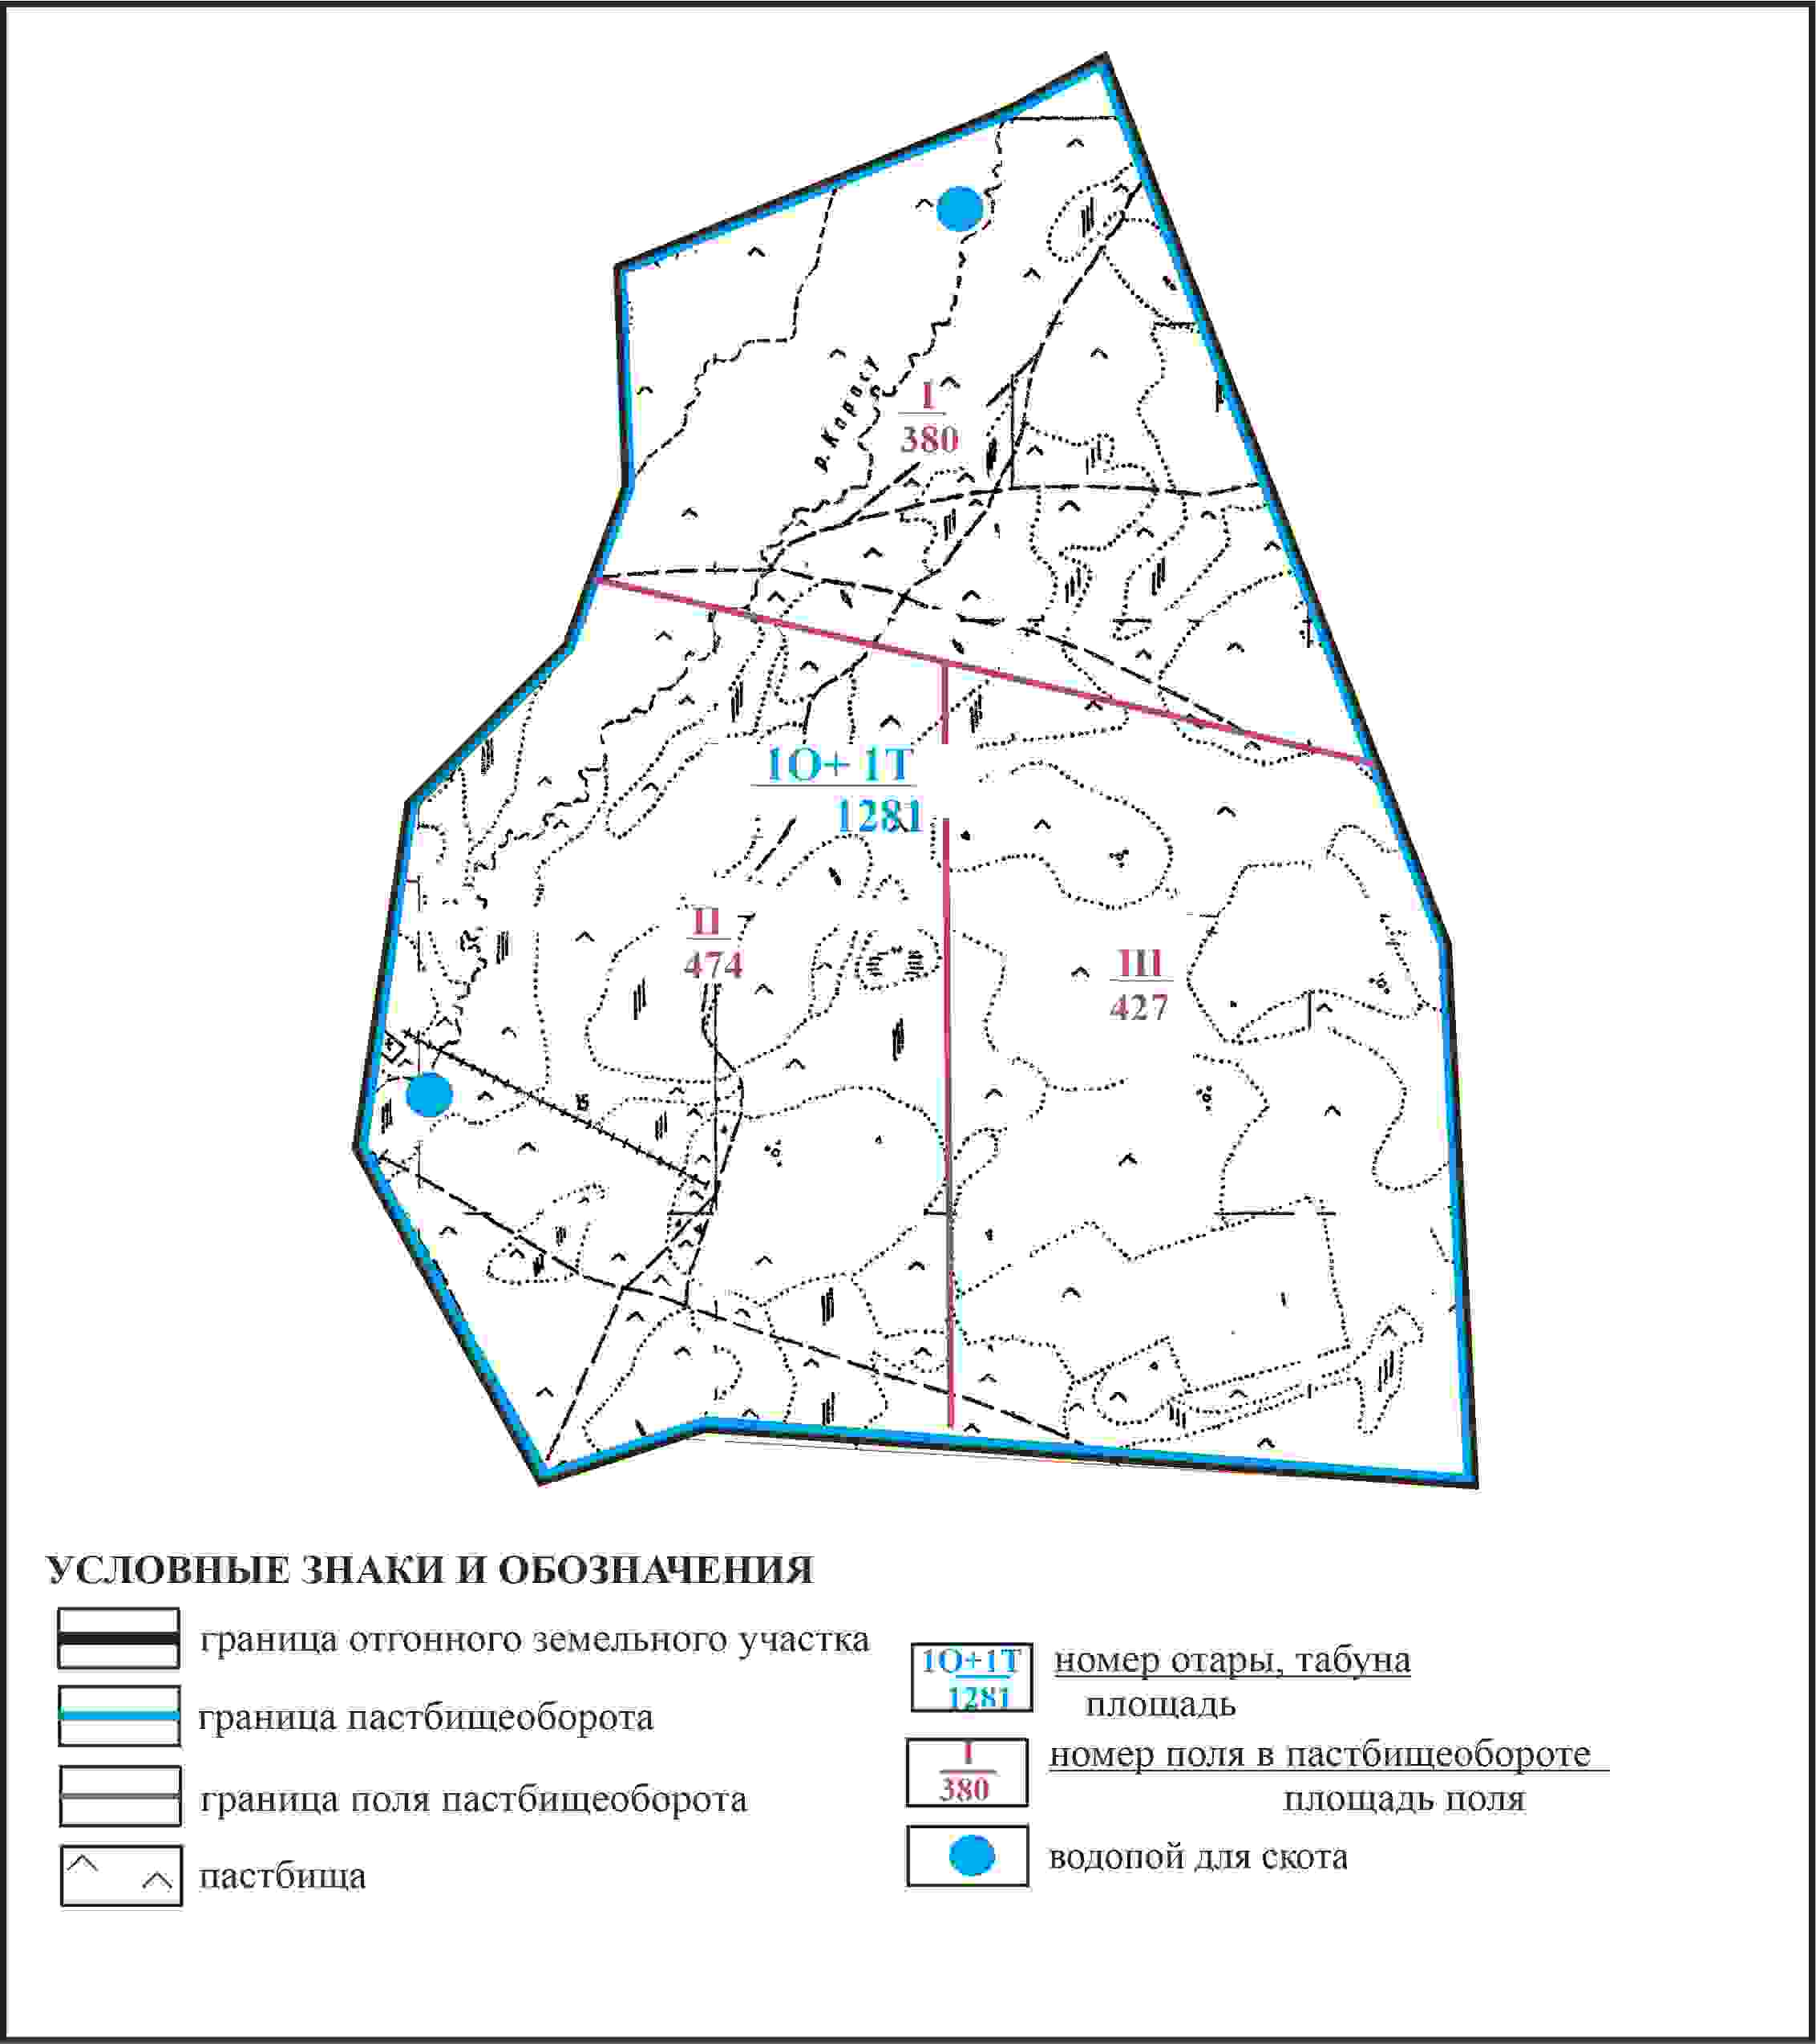 р. Карасу
I
380
1О+ 1Т
1281
II
474
III
427
УСЛОВНЫЕ ЗНАКИ И ОБОЗНАЧЕНИЯ
граница отгонного земельного участка
граница пастбищеоборота
граница поля пастбищеоборота
пастбища
1О+1Т
1281
номер отары, табуна
площадь
I
380
номер поля в пастбищеобороте
площадь поля
водопой для скота